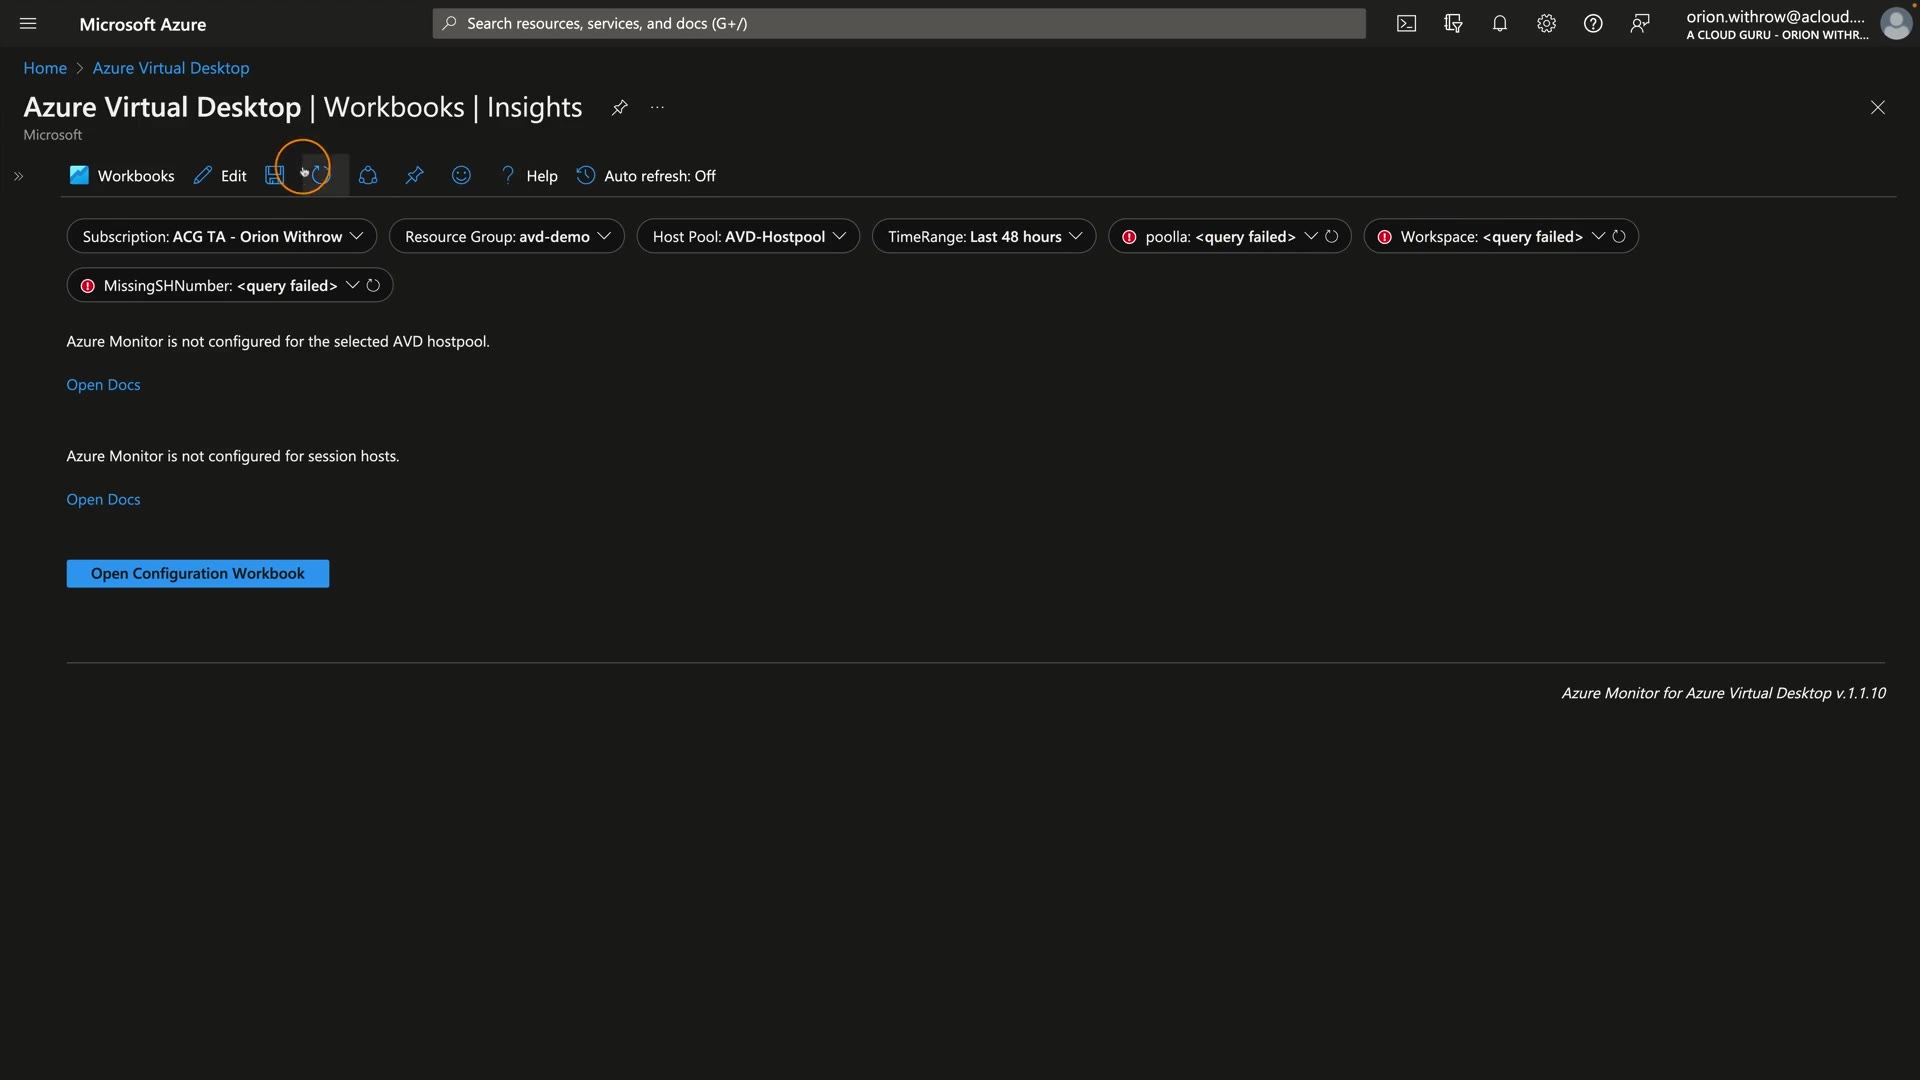 Microsoft Azure
Search resources, services, and docs (G+/)
orion.withrow@acloud....
A CLOUD GURU - ORION WITHR...
Home > Azure Virtual Desktop
Azure Virtual Desktop | Workbooks | Insights ...
Microsoft
Workbooks Edit Help Auto refresh: Off
Subscription: ACG TA - Orion Withrow Resource Group: avd-demo Host Pool: AVD-Hostpool TimeRange: Last 48 hours poolla: <query failed> Workspace: <query failed>
MissingSHNumber: <query failed>
Azure Monitor is not configured for the selected AVD hostpool.
Open Docs
Azure Monitor is not configured for session hosts.
Open Docs
Open Configuration Workbook
Azure Monitor for Azure Virtual Desktop v.1.1.10